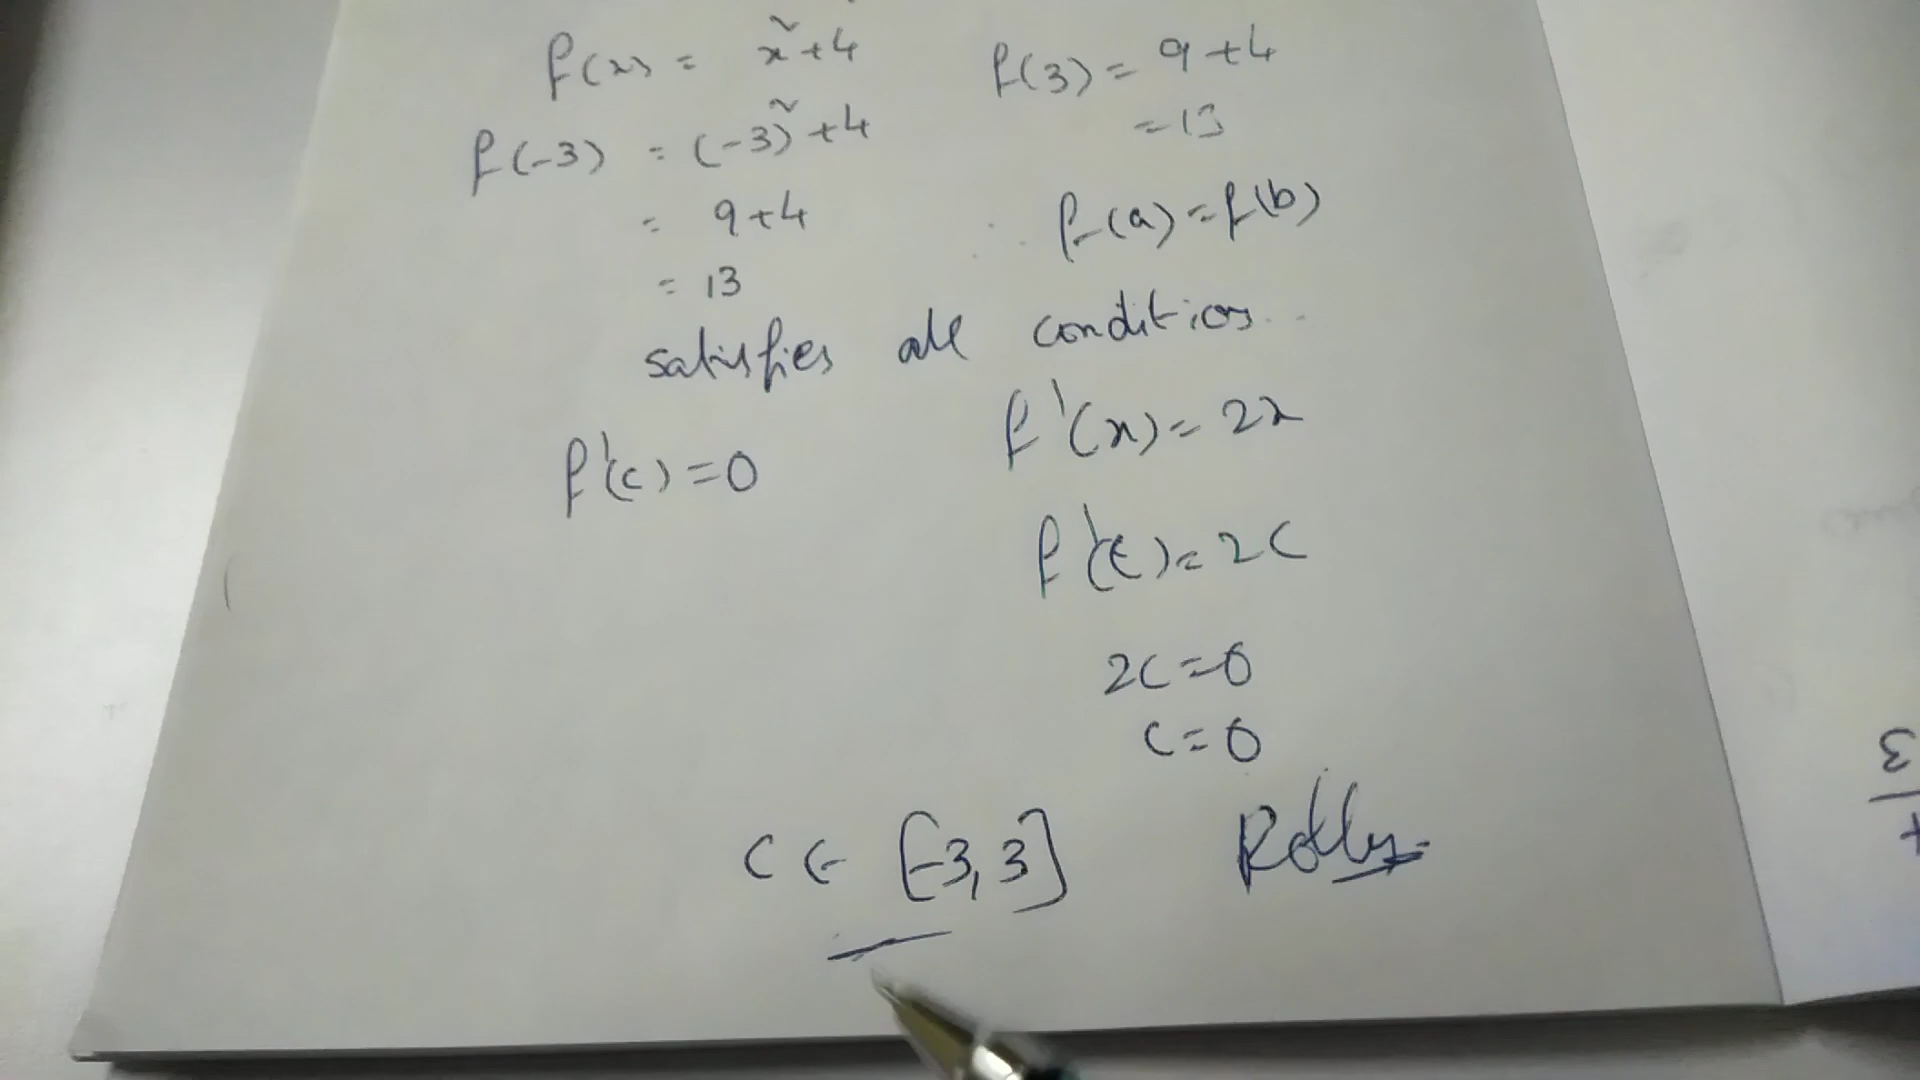 f(x) = x²+4
f(-3) = (-3)²+4
= 9+4
= 13
f(3) = 9+4
= 13
f(a) = f(b)
satisfies all conditions.
f'(c) = 0
f'(x) = 2x
f'(c) = 2c
2c = 0
c = 0
c ∈ [-3, 3]
3